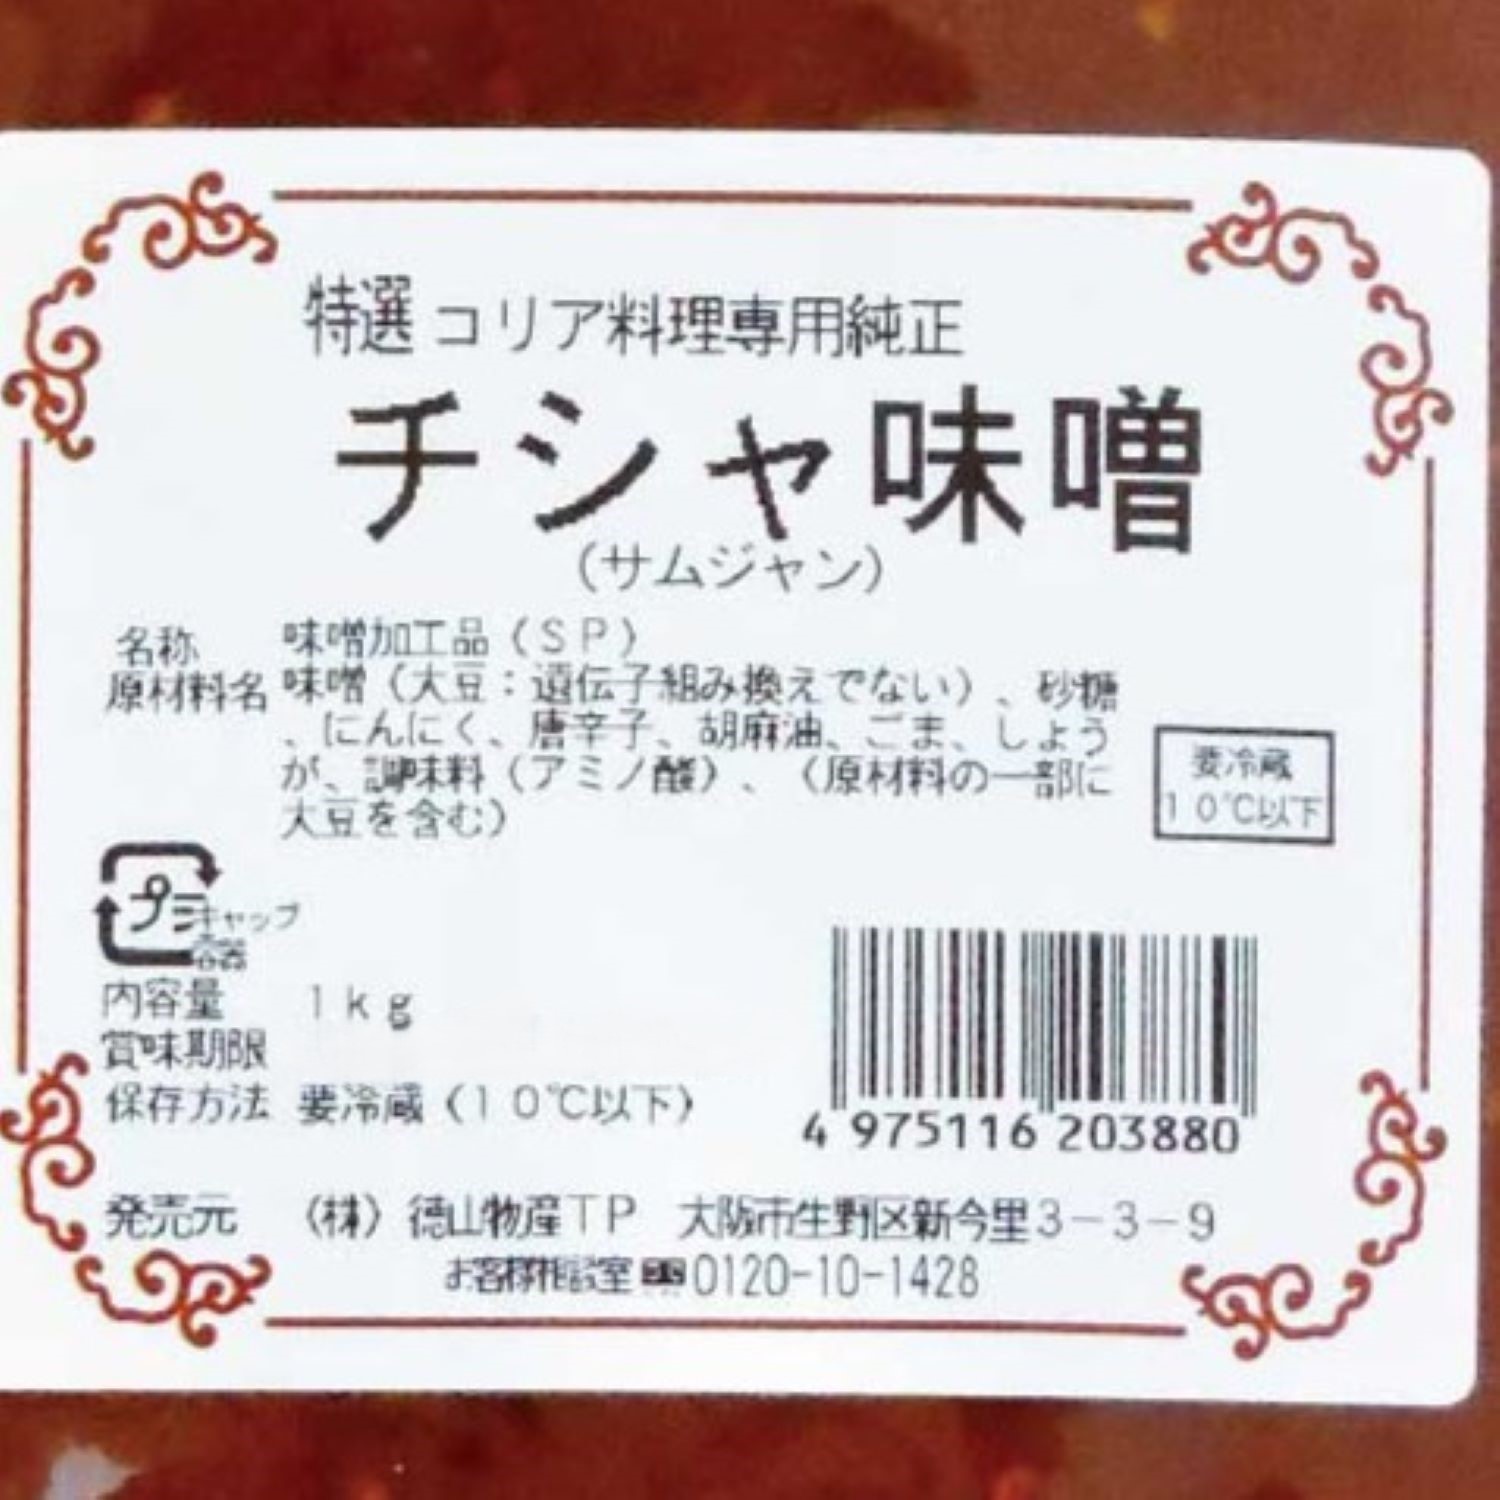 特選 コリア料理専用純正
チシャ味噌
（サムジャン）
名称 味噌加工品（ＳＰ）
原材料名 味噌（大豆：遺伝子組み換えでない）、砂糖
、にんにく、唐辛子、胡麻油、ごま、しょう
が、調味料（アミノ酸）、（原材料の一部に
大豆を含む）
要冷蔵
１０℃以下
プラ キャップ
容器
内容量 １ｋｇ
賞味期限
保存方法 要冷蔵（１０℃以下）
4 975116 203880
発売元 （株）徳山物産ＴＰ 大阪市生野区新今里３－３－９
お客様相談室 0120-10-1428